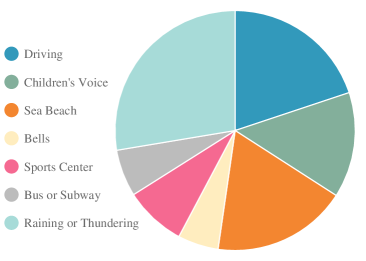 Driving
Children's Voice
Sea Beach
Bells
Sports Center
Bus or Subway
Raining or Thundering